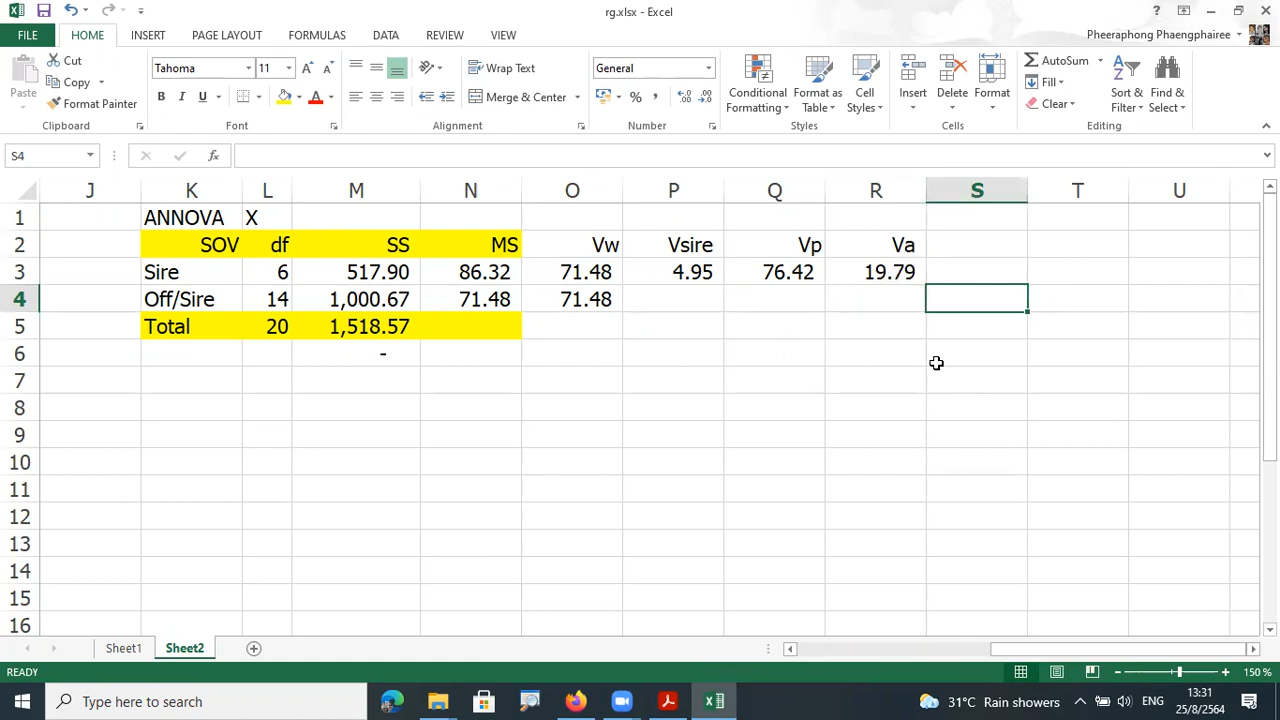 rg.xlsx - Excel
FILE HOME INSERT PAGE LAYOUT FORMULAS DATA REVIEW VIEW Pheeraphong Phaengphairee
Paste Cut Copy Format Painter Clipboard
Tahoma 11 B I U A Font
Wrap Text Merge & Center Alignment
General % , Number
Conditional Formatting Format as Table Cell Styles Styles
Insert Delete Format Cells
AutoSum Fill Clear Sort & Filter Find & Select Editing
S4 fx
J K L M N O P Q R S T U
1 ANNOVA X
2 SOV df SS MS Vw Vsire Vp Va
3 Sire 6 517.90 86.32 71.48 4.95 76.42 19.79
4 Off/Sire 14 1,000.67 71.48 71.48
5 Total 20 1,518.57
6 -
7
8
9
10
11
12
13
14
15
16
Sheet1 Sheet2
READY 150 %
Type here to search 31°C Rain showers ENG 13:31
25/8/2564